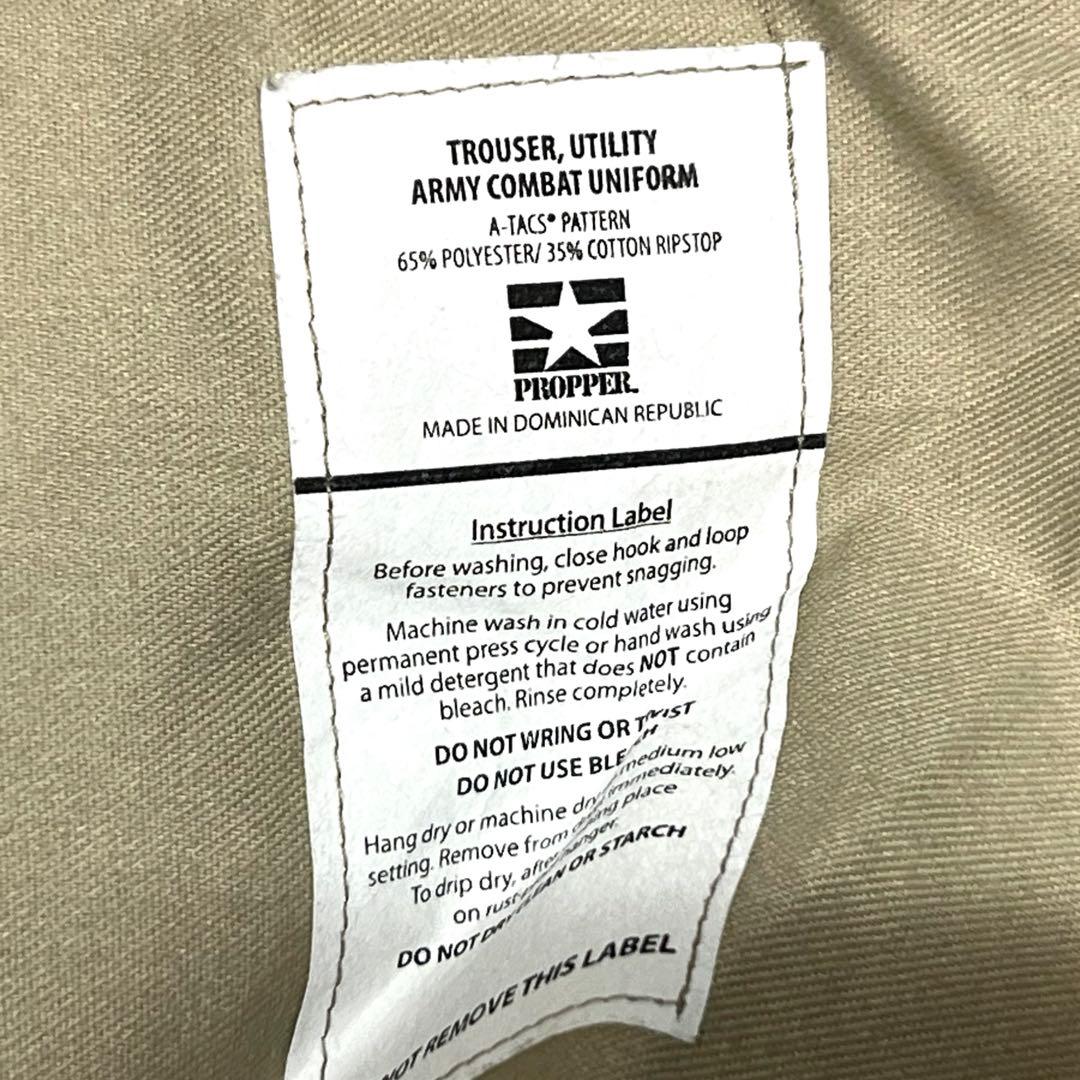 TROUSER, UTILITY
ARMY COMBAT UNIFORM
A-TACS® PATTERN
65% POLYESTER/ 35% COTTON RIPSTOP
PROPPER
MADE IN DOMINICAN REPUBLIC
Instruction Label
Before washing, close hook and loop
fasteners to prevent snagging.
Machine wash in cold water using
permanent press cycle or hand wash using
a mild detergent that does NOT contain
bleach. Rinse completely.
DO NOT WRING OR TWIST
DO NOT USE
Hang dry or machine dry medium low
setting. Remove from immediately.
To drip dry, after place
on hanger.
DO NOT OR STARCH
NOT REMOVE THIS LABEL